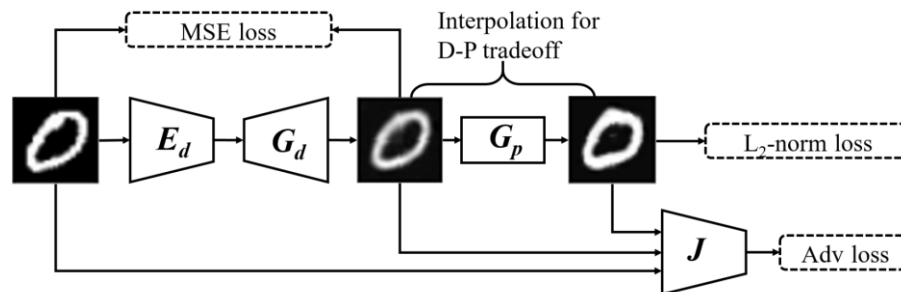 MSE loss
Interpolation for
D-P tradeoff
E_d
G_d
G_p
L₂-norm loss
J
Adv loss